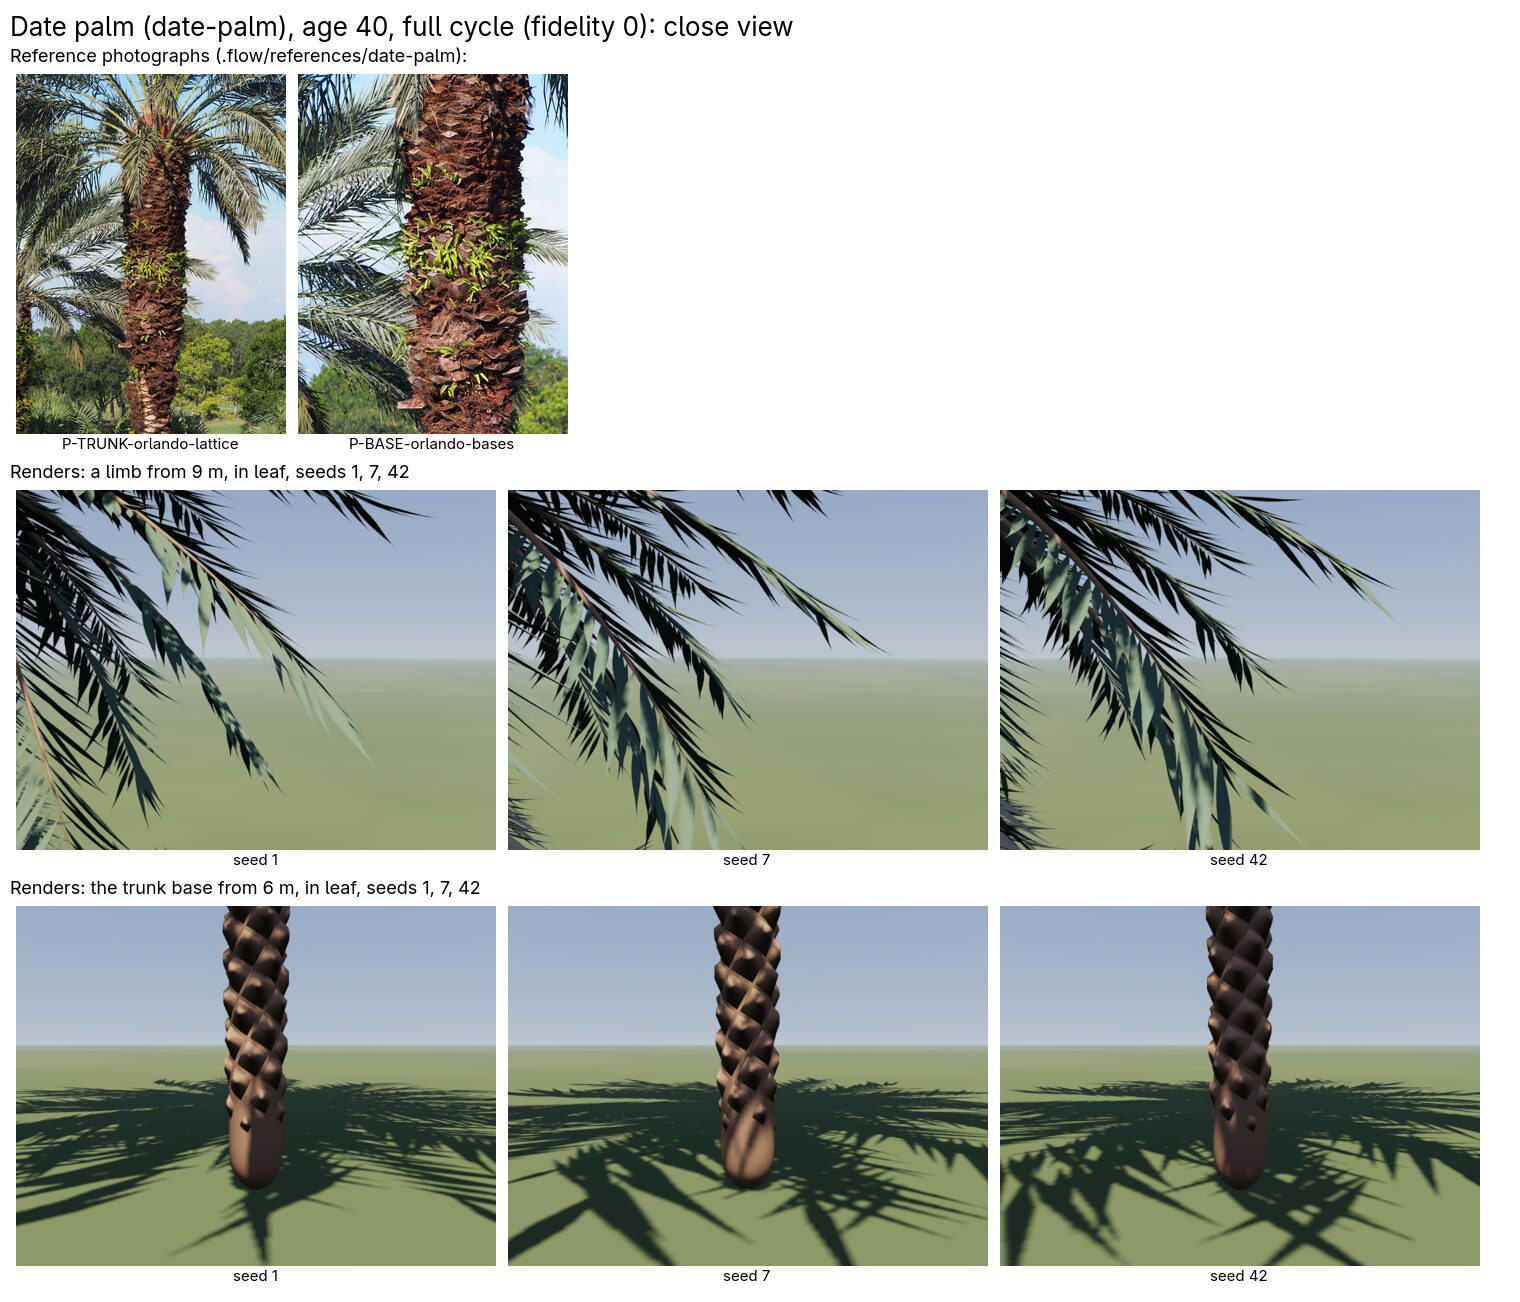 Date palm (date-palm), age 40, full cycle (fidelity 0): close view
Reference photographs (.flow/references/date-palm):
P-TRUNK-orlando-lattice
P-BASE-orlando-bases
Renders: a limb from 9 m, in leaf, seeds 1, 7, 42
seed 1
seed 7
seed 42
Renders: the trunk base from 6 m, in leaf, seeds 1, 7, 42
seed 1
seed 7
seed 42